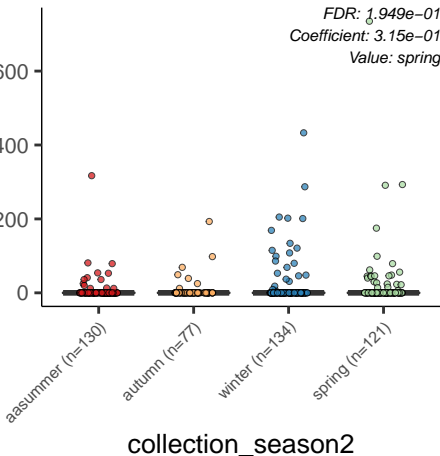 FDR: 1.949e−01
Coefficient: 3.15e−01
Value: spring
600
400
200
0
aasummer (n=130)
autumn (n=77)
winter (n=134)
spring (n=121)
collection_season2